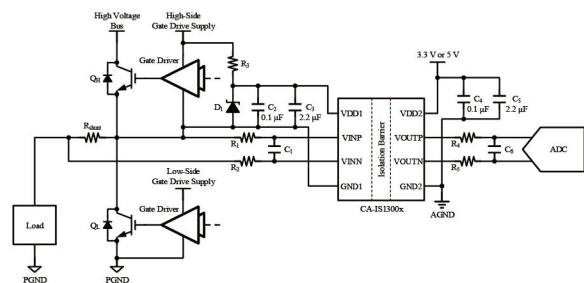 High Voltage
Bus
High-Side
Gate Drive Supply
Gate Driver
QH
R3
D1
C2
0.1 μF
C3
2.2 μF
3.3 V or 5 V
C4
0.1 μF
C5
2.2 μF
VDD1
VINP
VINN
GND1
Isolation Barrier
VDD2
VOUTP
VOUTN
GND2
CA-IS1300x
Rshunt
R1
R2
C1
R4
R5
C6
ADC
AGND
Low-Side
Gate Drive Supply
Gate Driver
QL
Load
PGND
PGND